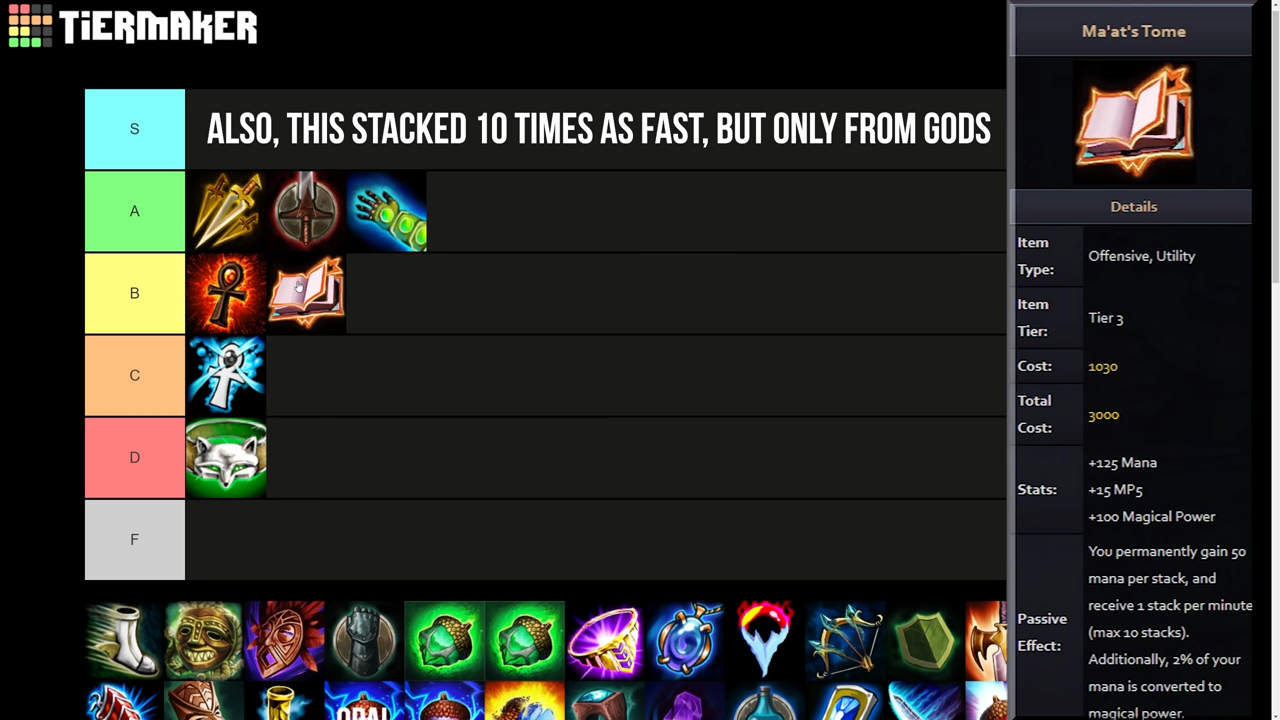 TIERMAKER
S
ALSO, THIS STACKED 10 TIMES AS FAST, BUT ONLY FROM GODS
A
B
C
D
F
OPAL
Ma'at's Tome
Details
Item Type:
Offensive, Utility
Item Tier:
Tier 3
Cost:
1030
Total Cost:
3000
Stats:
+125 Mana
+15 MP5
+100 Magical Power
Passive Effect:
You permanently gain 50
mana per stack, and
receive 1 stack per minute
(max 10 stacks).
Additionally, 2% of your
mana is converted to
magical power.